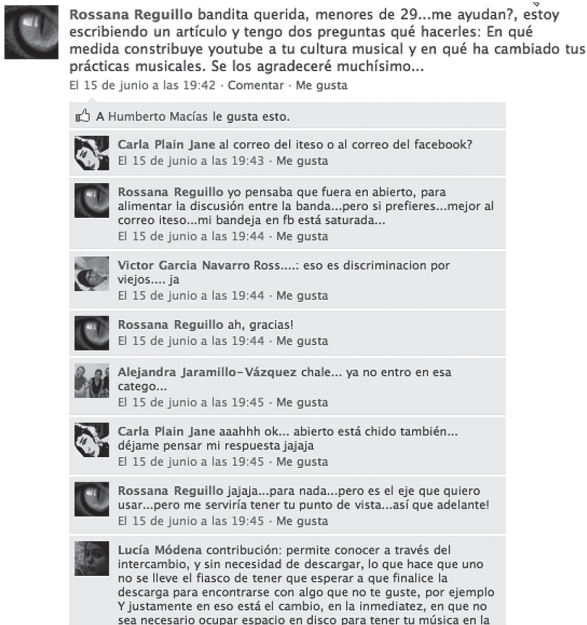 Rossana Reguillo bandita querida, menores de 29...me ayudan?, estoy
escribiendo un artículo y tengo dos preguntas qué hacerles: En qué
medida constribuye youtube a tu cultura musical y en qué ha cambiado tus
prácticas musicales. Se los agradeceré muchísimo...
El 15 de junio a las 19:42 · Comentar · Me gusta
A Humberto Macías le gusta esto.
Carla Plain Jane al correo del iteso o al correo del facebook?
El 15 de junio a las 19:43 · Me gusta
Rossana Reguillo yo pensaba que fuera en abierto, para
alimentar la discusión entre la banda...pero si prefieres...mejor al
correo iteso...mi bandeja en fb está saturada...
El 15 de junio a las 19:44 · Me gusta
Victor Garcia Navarro Ross....: eso es discriminacion por
viejos.... ja
El 15 de junio a las 19:44 · Me gusta
Rossana Reguillo ah, gracias!
El 15 de junio a las 19:44 · Me gusta
Alejandra Jaramillo-Vázquez chale... ya no entro en esa
catego...
El 15 de junio a las 19:45 · Me gusta
Carla Plain Jane aaahhh ok... abierto está chido también...
déjame pensar mi respuesta jajaja
El 15 de junio a las 19:45 · Me gusta
Rossana Reguillo jajaja...para nada...pero es el eje que quiero
usar...pero me serviría tener tu punto de vista...así que adelante!
El 15 de junio a las 19:45 · Me gusta
Lucía Módena contribución: permite conocer a través del
intercambio, y sin necesidad de descargar, lo que hace que uno
no se lleve el fiasco de tener que esperar a que finalice la
descarga para encontrarse con algo que no te guste, por ejemplo
Y justamente en eso está el cambio, en la inmediatez, en que no
sea necesario ocupar espacio en disco para tener tu música en la